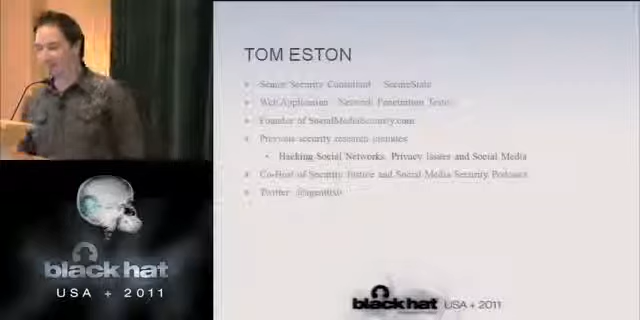 TOM ESTON
Senior Security Consultant - SecureState
Web Application Network Penetration Tester
Founder of SocialMediaSecurity.com
Previous security research includes
Hacking Social Networks, Privacy Issues and Social Media
Co-Host of Security Justice and Social Media Security Podcasts
Twitter
black hat
USA + 2011
black hat USA + 2011